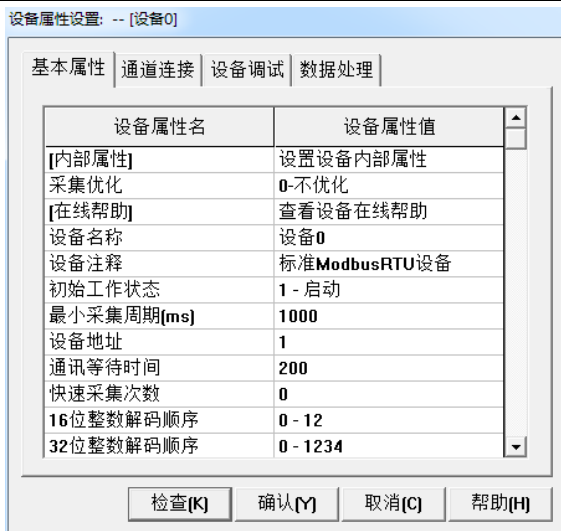 设备属性设置: -- [设备0]
基本属性 通道连接 设备调试 数据处理
设备属性名 设备属性值
[内部属性] 设置设备内部属性
采集优化 0-不优化
[在线帮助] 查看设备在线帮助
设备名称 设备0
设备注释 标准ModbusRTU设备
初始工作状态 1 - 启动
最小采集周期(ms) 1000
设备地址 1
通讯等待时间 200
快速采集次数 0
16位整数解码顺序 0 - 12
32位整数解码顺序 0 - 1234
检查(K) 确认(Y) 取消(C) 帮助(H)